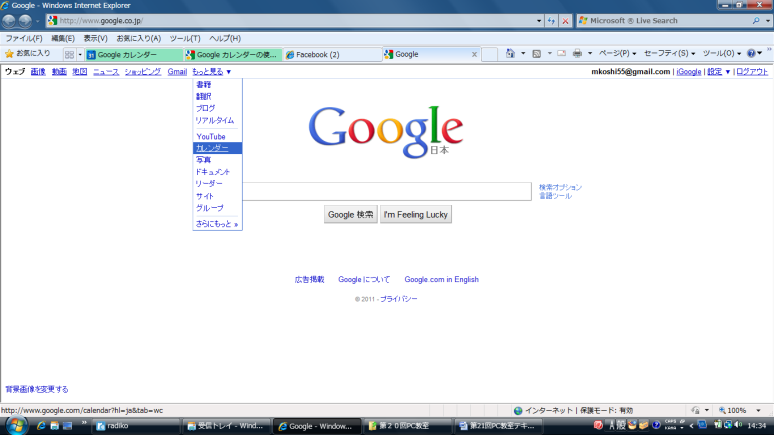 Google - Windows Internet Explorer
http://www.google.co.jp/
Microsoft ® Live Search
ファイル(F) 編集(E) 表示(V) お気に入り(A) ツール(T) ヘルプ(H)
お気に入り 31 Google カレンダー Google カレンダーの使... Facebook (2) Google ページ(P) セーフティ(S) ツール(O)
ウェブ 画像 動画 地図 ニュース ショッピング Gmail もっと見る ▼ mkoshi55@gmail.com | iGoogle | 設定 ▼ | ログアウト
書籍
翻訳
ブログ
リアルタイム
YouTube
カレンダー
写真
ドキュメント
リーダー
サイト
グループ
さらにもっと »
Google
日本
検索オプション
言語ツール
Google 検索 I'm Feeling Lucky
広告掲載 Google について Google.com in English
© 2011 - プライバシー
背景画像を変更する
http://www.google.com/calendar?hl=ja&tab=wc インターネット | 保護モード: 有効 100%
radiko 受信トレイ - Wind... Google - Window... 第20回PC教室 第21回PC教室テキ... A 般 CAPS KANA 14:34